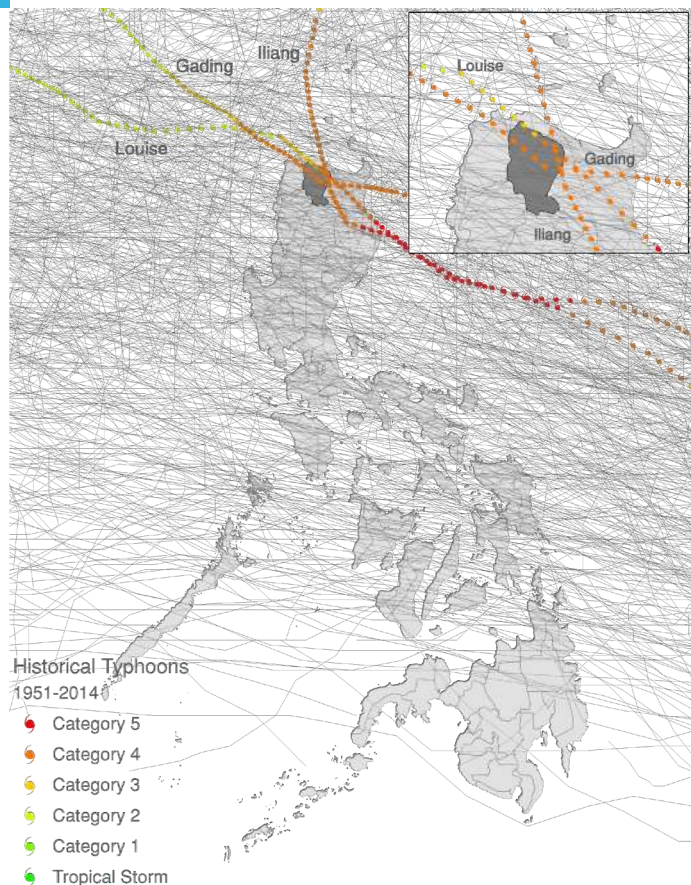 Iliang
Gading
Louise
Louise
Gading
Iliang
Historical Typhoons
1951-2014
Category 5
Category 4
Category 3
Category 2
Category 1
Tropical Storm